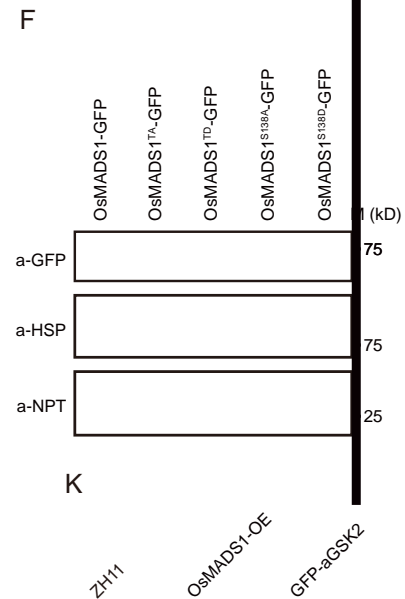 F
OsMADS1-GFP
OsMADS1TA-GFP
OsMADS1TD-GFP
OsMADS1S138A-GFP
OsMADS1S138D-GFP
(kD)
a-GFP 75
a-HSP 75
a-NPT 25
K
ZH11
OsMADS1-OE
GFP-aGSK2